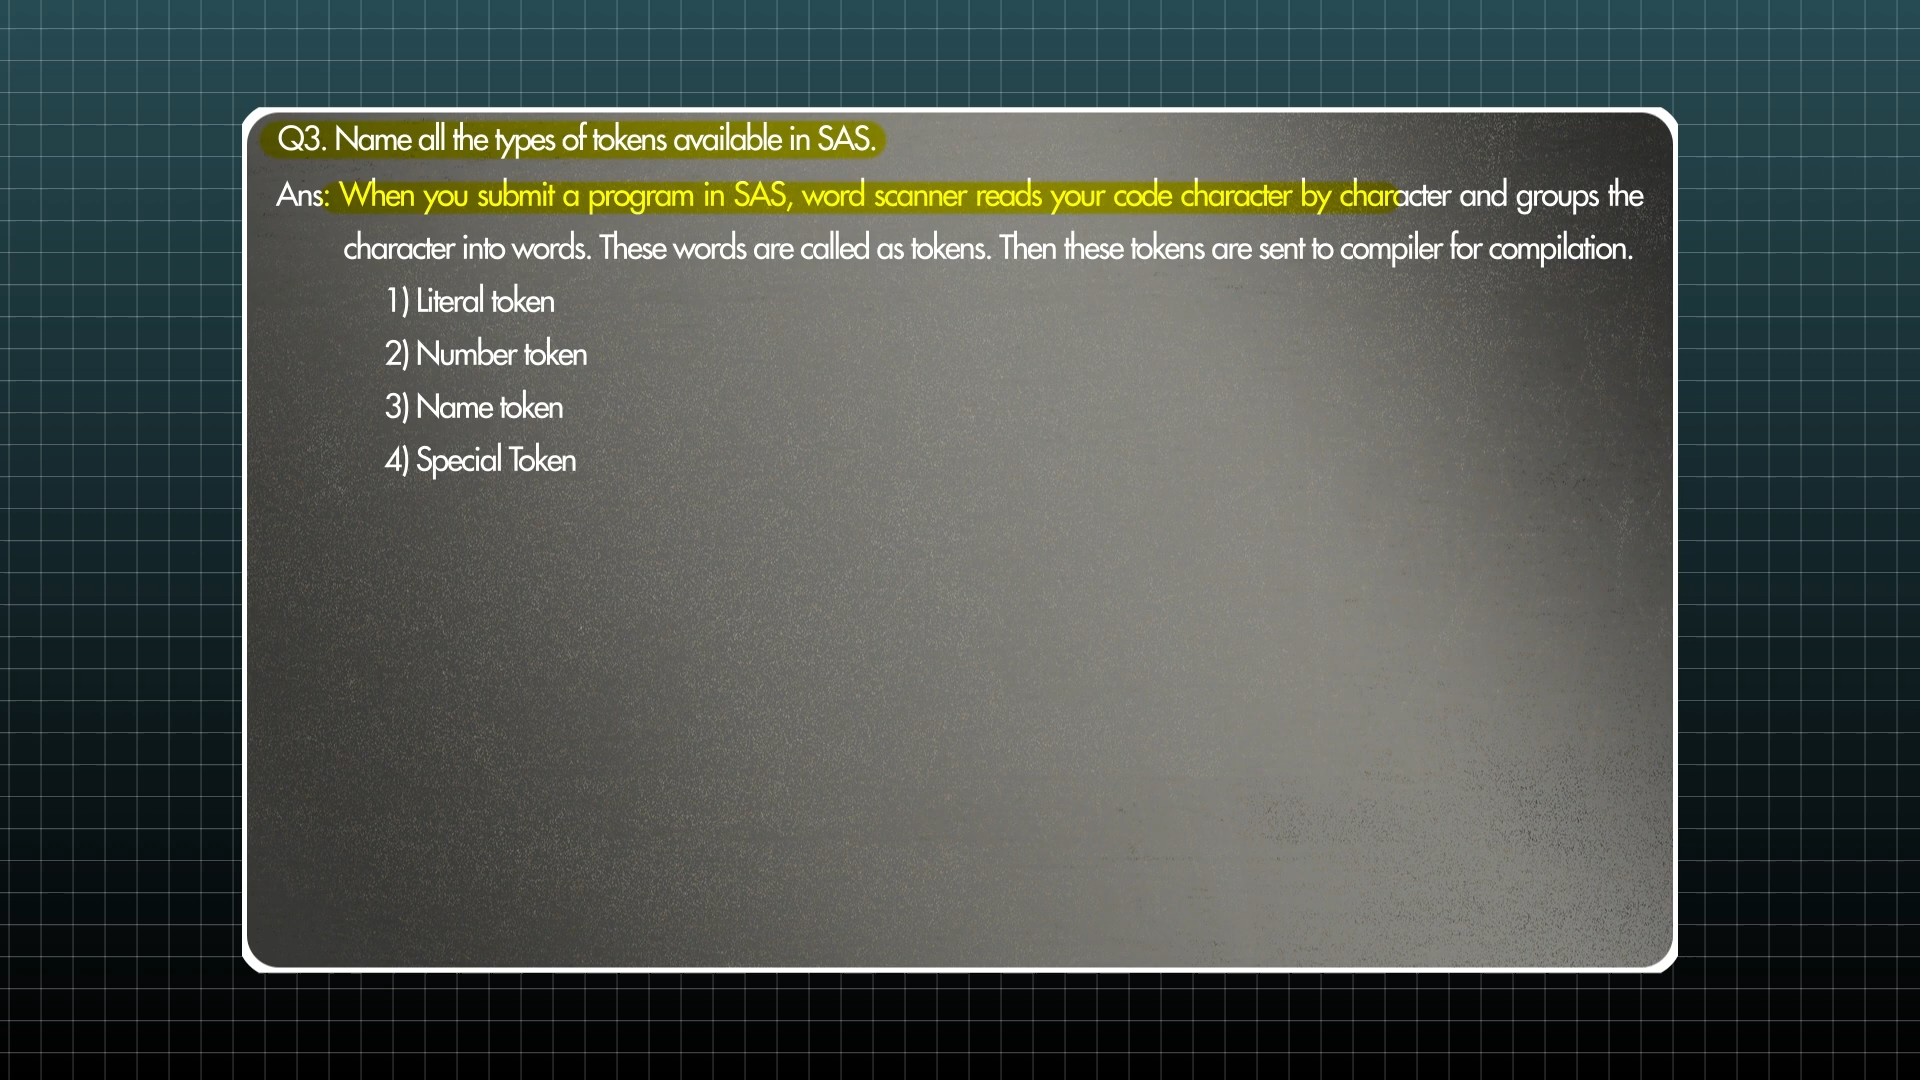 Q3. Name all the types of tokens available in SAS.
Ans: When you submit a program in SAS, word scanner reads your code character by character and groups the
character into words. These words are called as tokens. Then these tokens are sent to compiler for compilation.
1) Literal token
2) Number token
3) Name token
4) Special Token